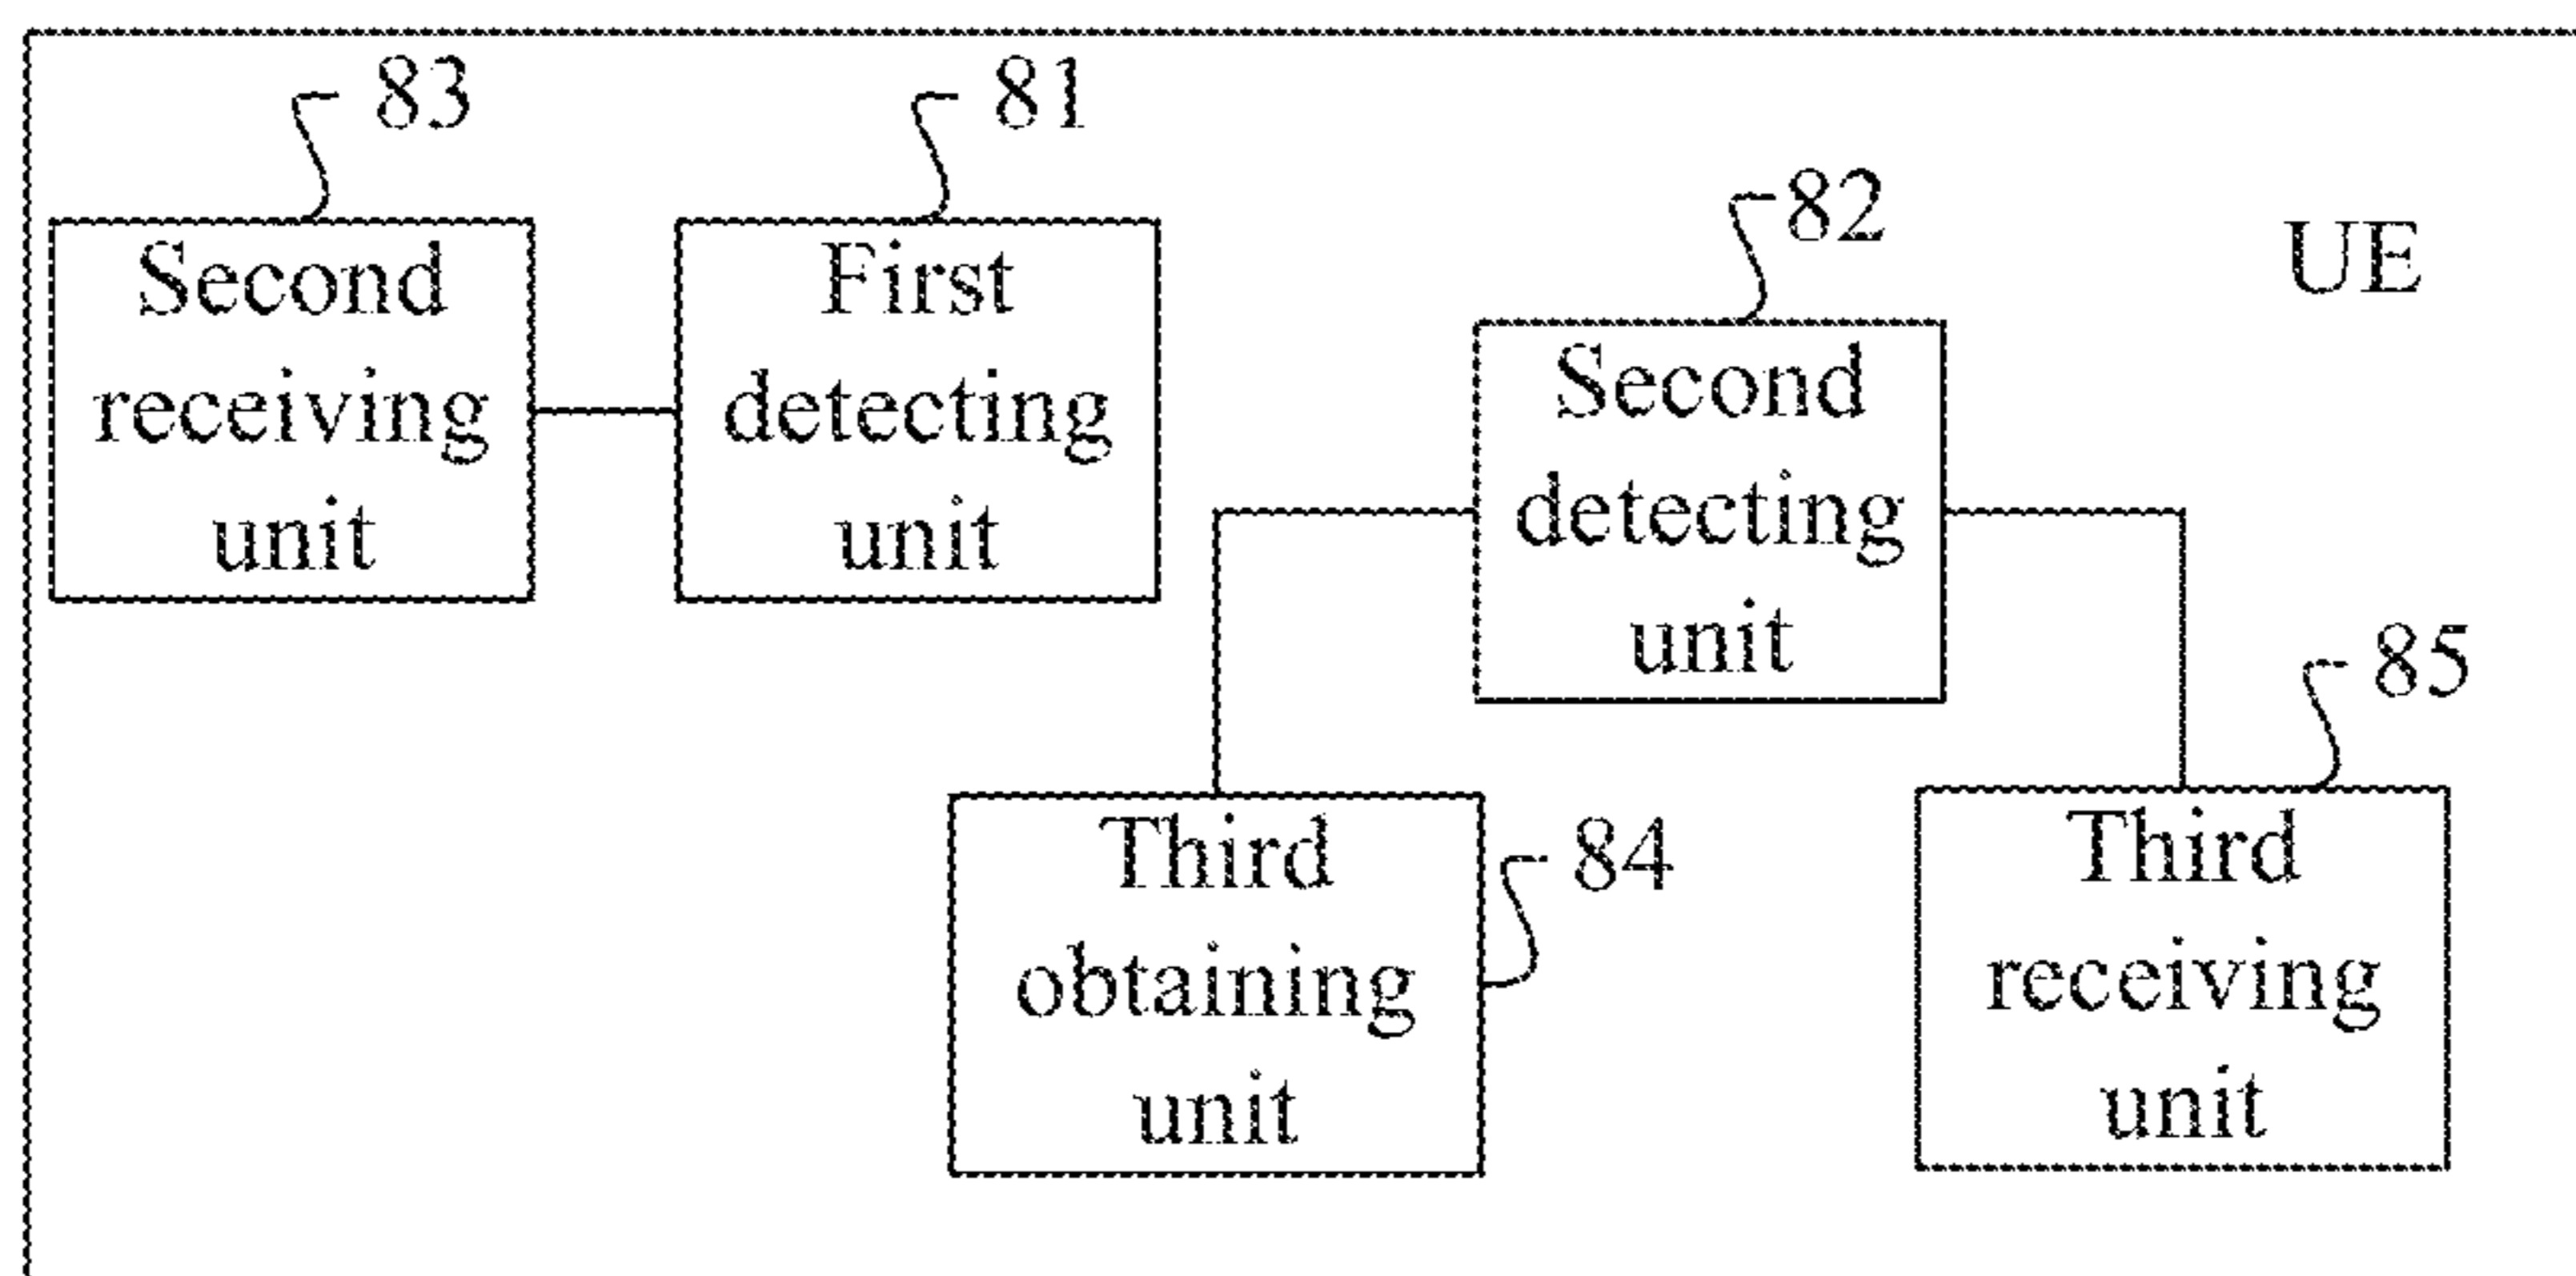 83
81
82
UE
Second
receiving
unit
First
detecting
unit
Second
detecting
unit
85
84
Third
obtaining
unit
Third
receiving
unit